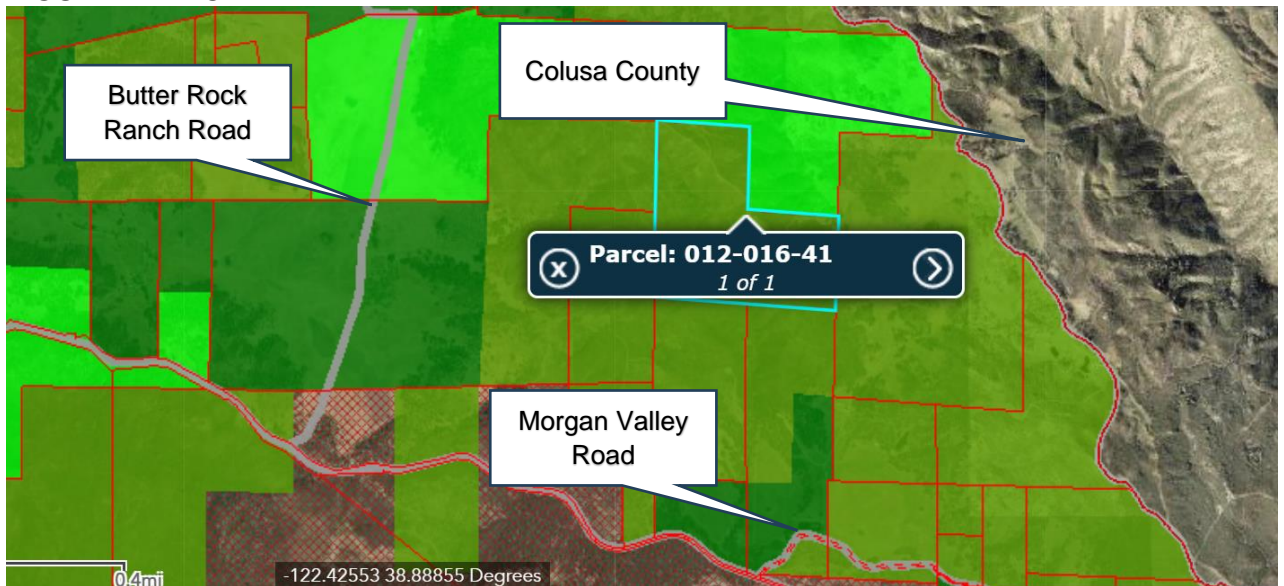 Colusa County
Butter Rock
Ranch Road
Parcel: 012-016-41
1 of 1
Morgan Valley
Road
0.4mi
-122.42553 38.88855 Degrees